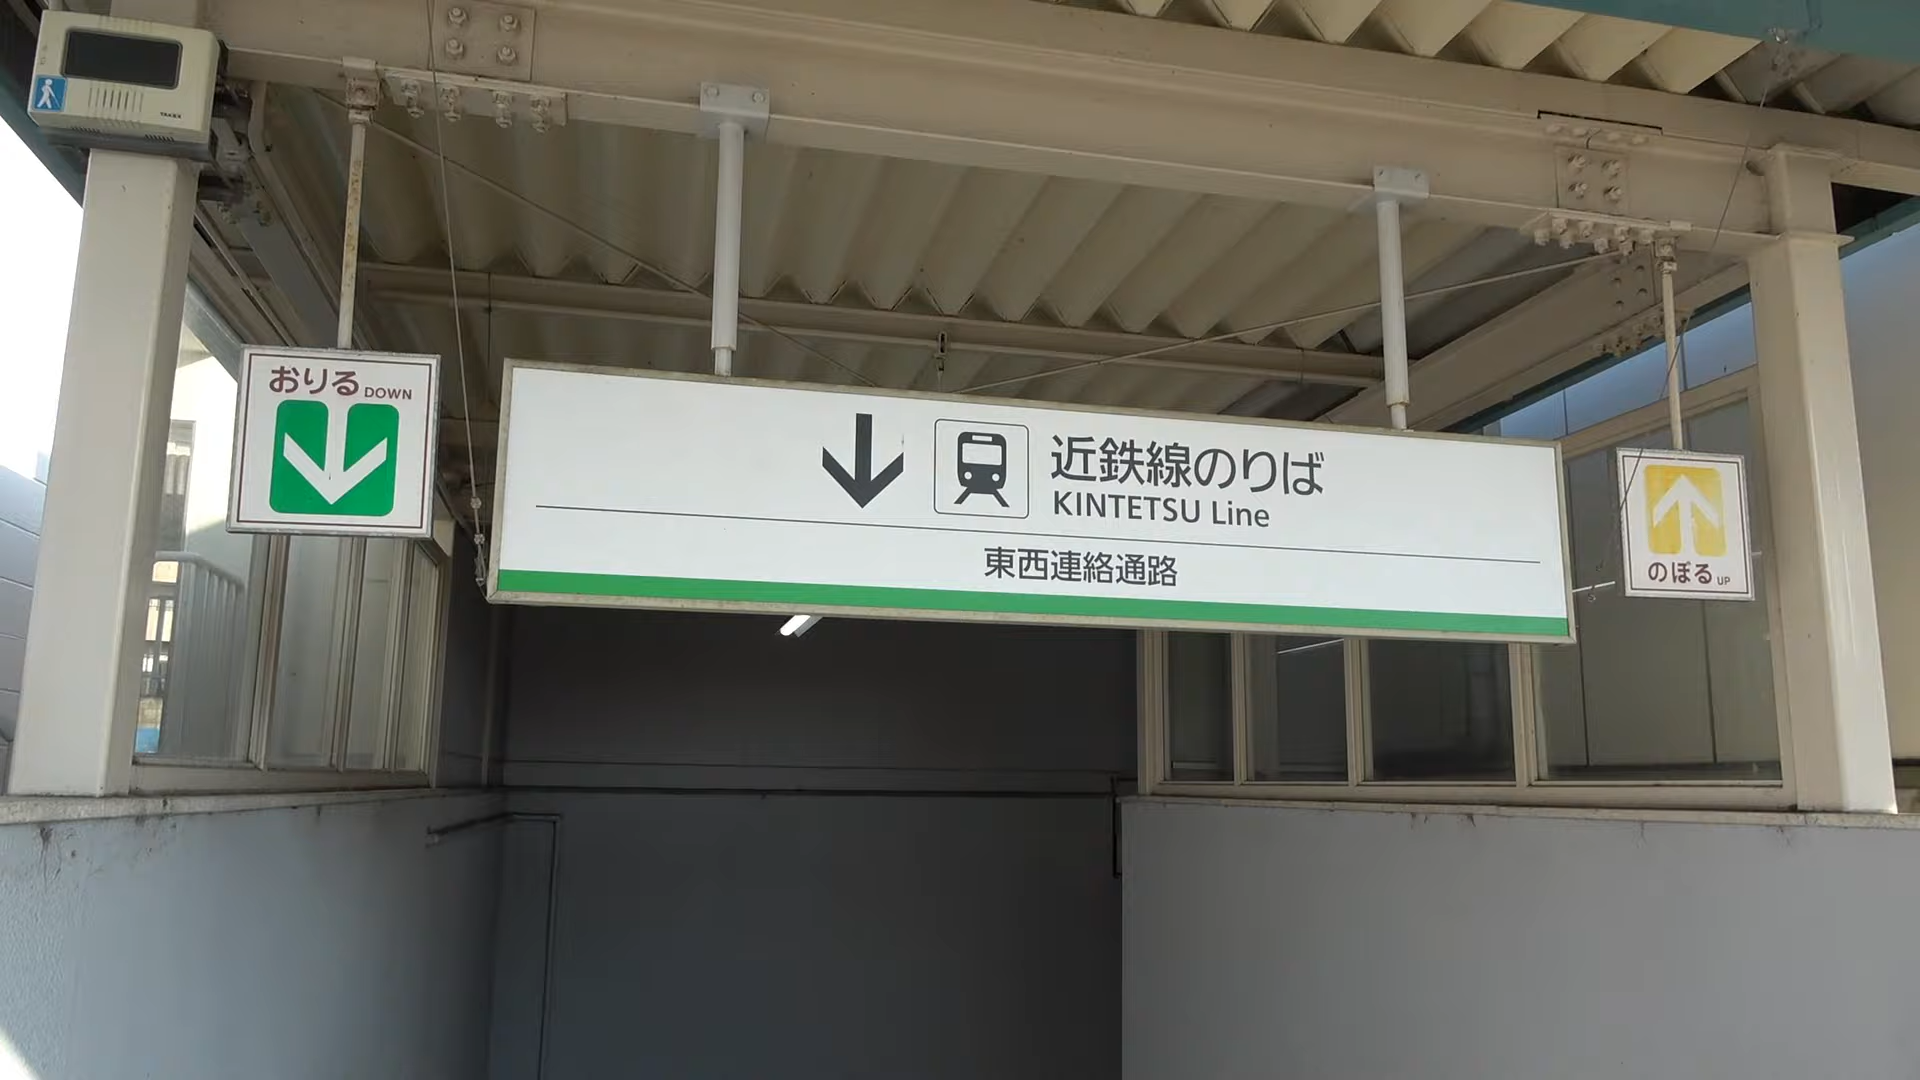 TAKEX
おりる DOWN
近鉄線のりば
KINTETSU Line
東西連絡通路
のぼる UP